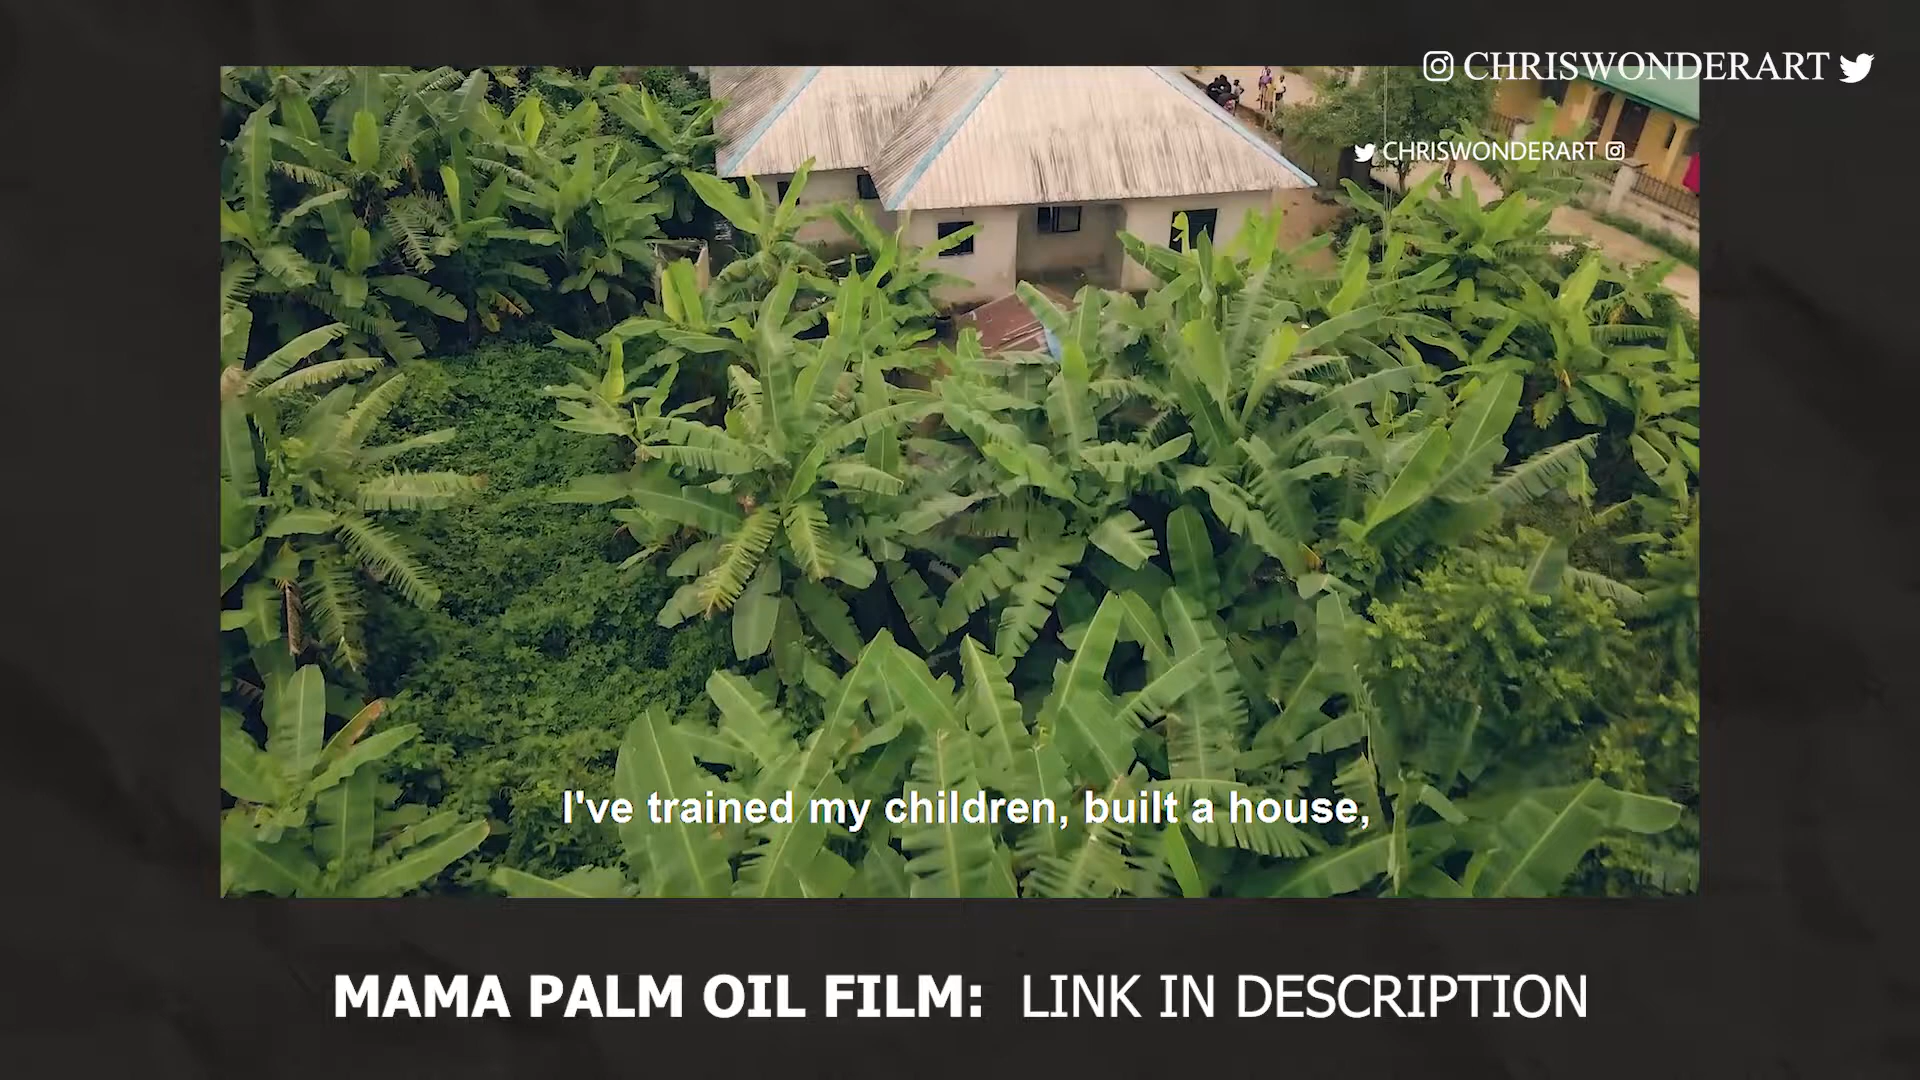 CHRISWONDERART
CHRISWONDERART
I've trained my children, built a house,
MAMA PALM OIL FILM: LINK IN DESCRIPTION